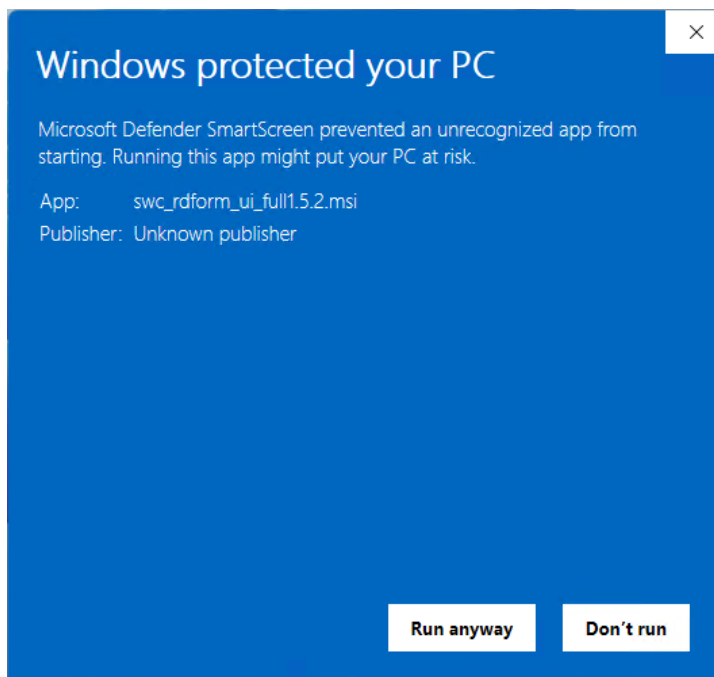 Windows protected your PC
Microsoft Defender SmartScreen prevented an unrecognized app from
starting. Running this app might put your PC at risk.
App: swc_rdform_ui_full1.5.2.msi
Publisher: Unknown publisher
Run anyway Don't run